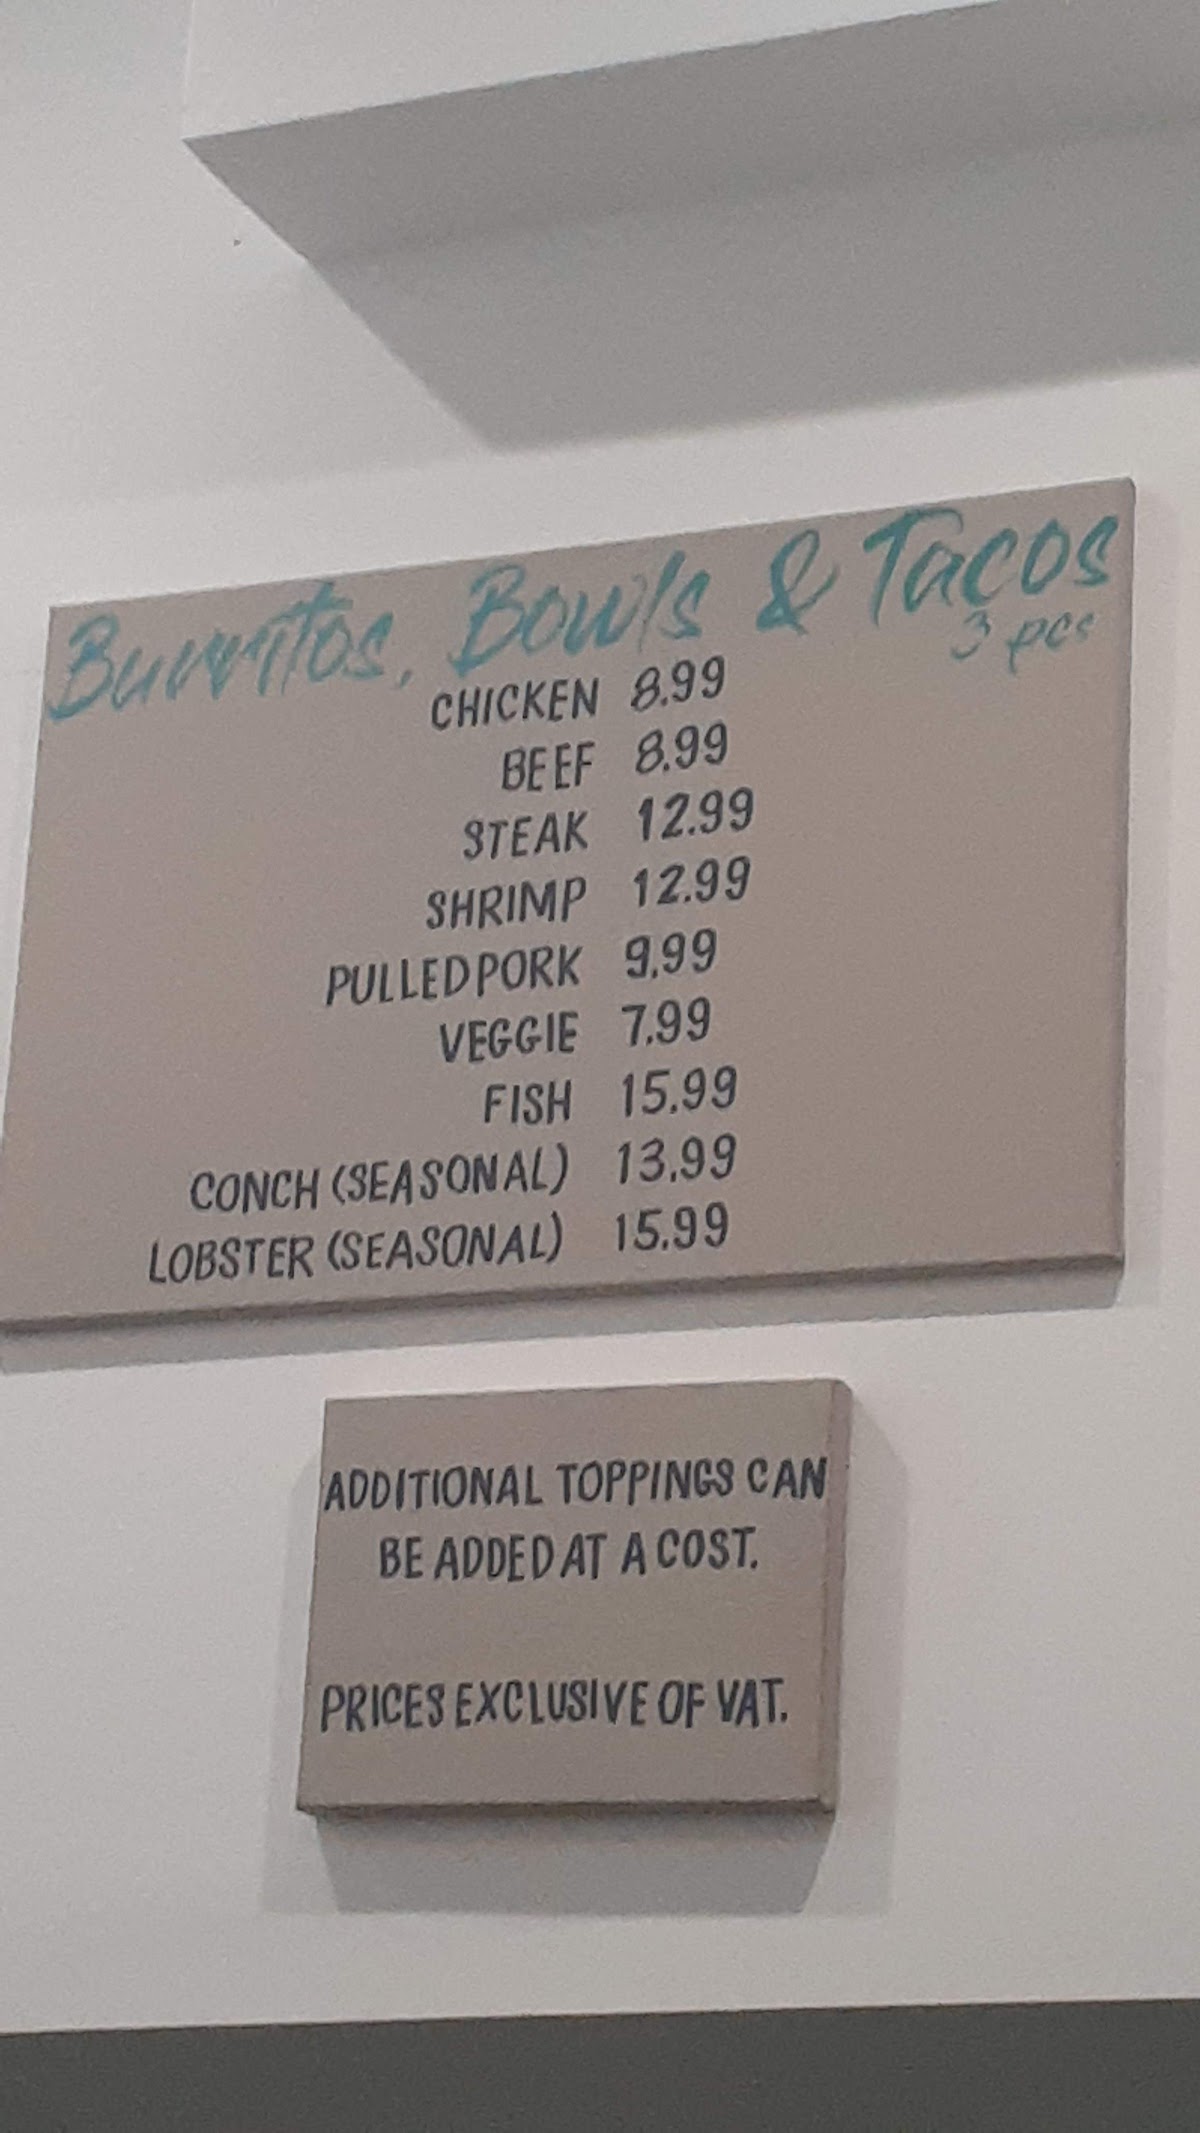 Burritos, Bowls & Tacos
3 pcs
CHICKEN 8.99
BEEF 8.99
STEAK 12.99
SHRIMP 12.99
PULLED PORK 9.99
VEGGIE 7.99
FISH 15.99
CONCH (SEASONAL) 13.99
LOBSTER (SEASONAL) 15.99
ADDITIONAL TOPPINGS CAN
BE ADDED AT A COST.
PRICES EXCLUSIVE OF VAT.